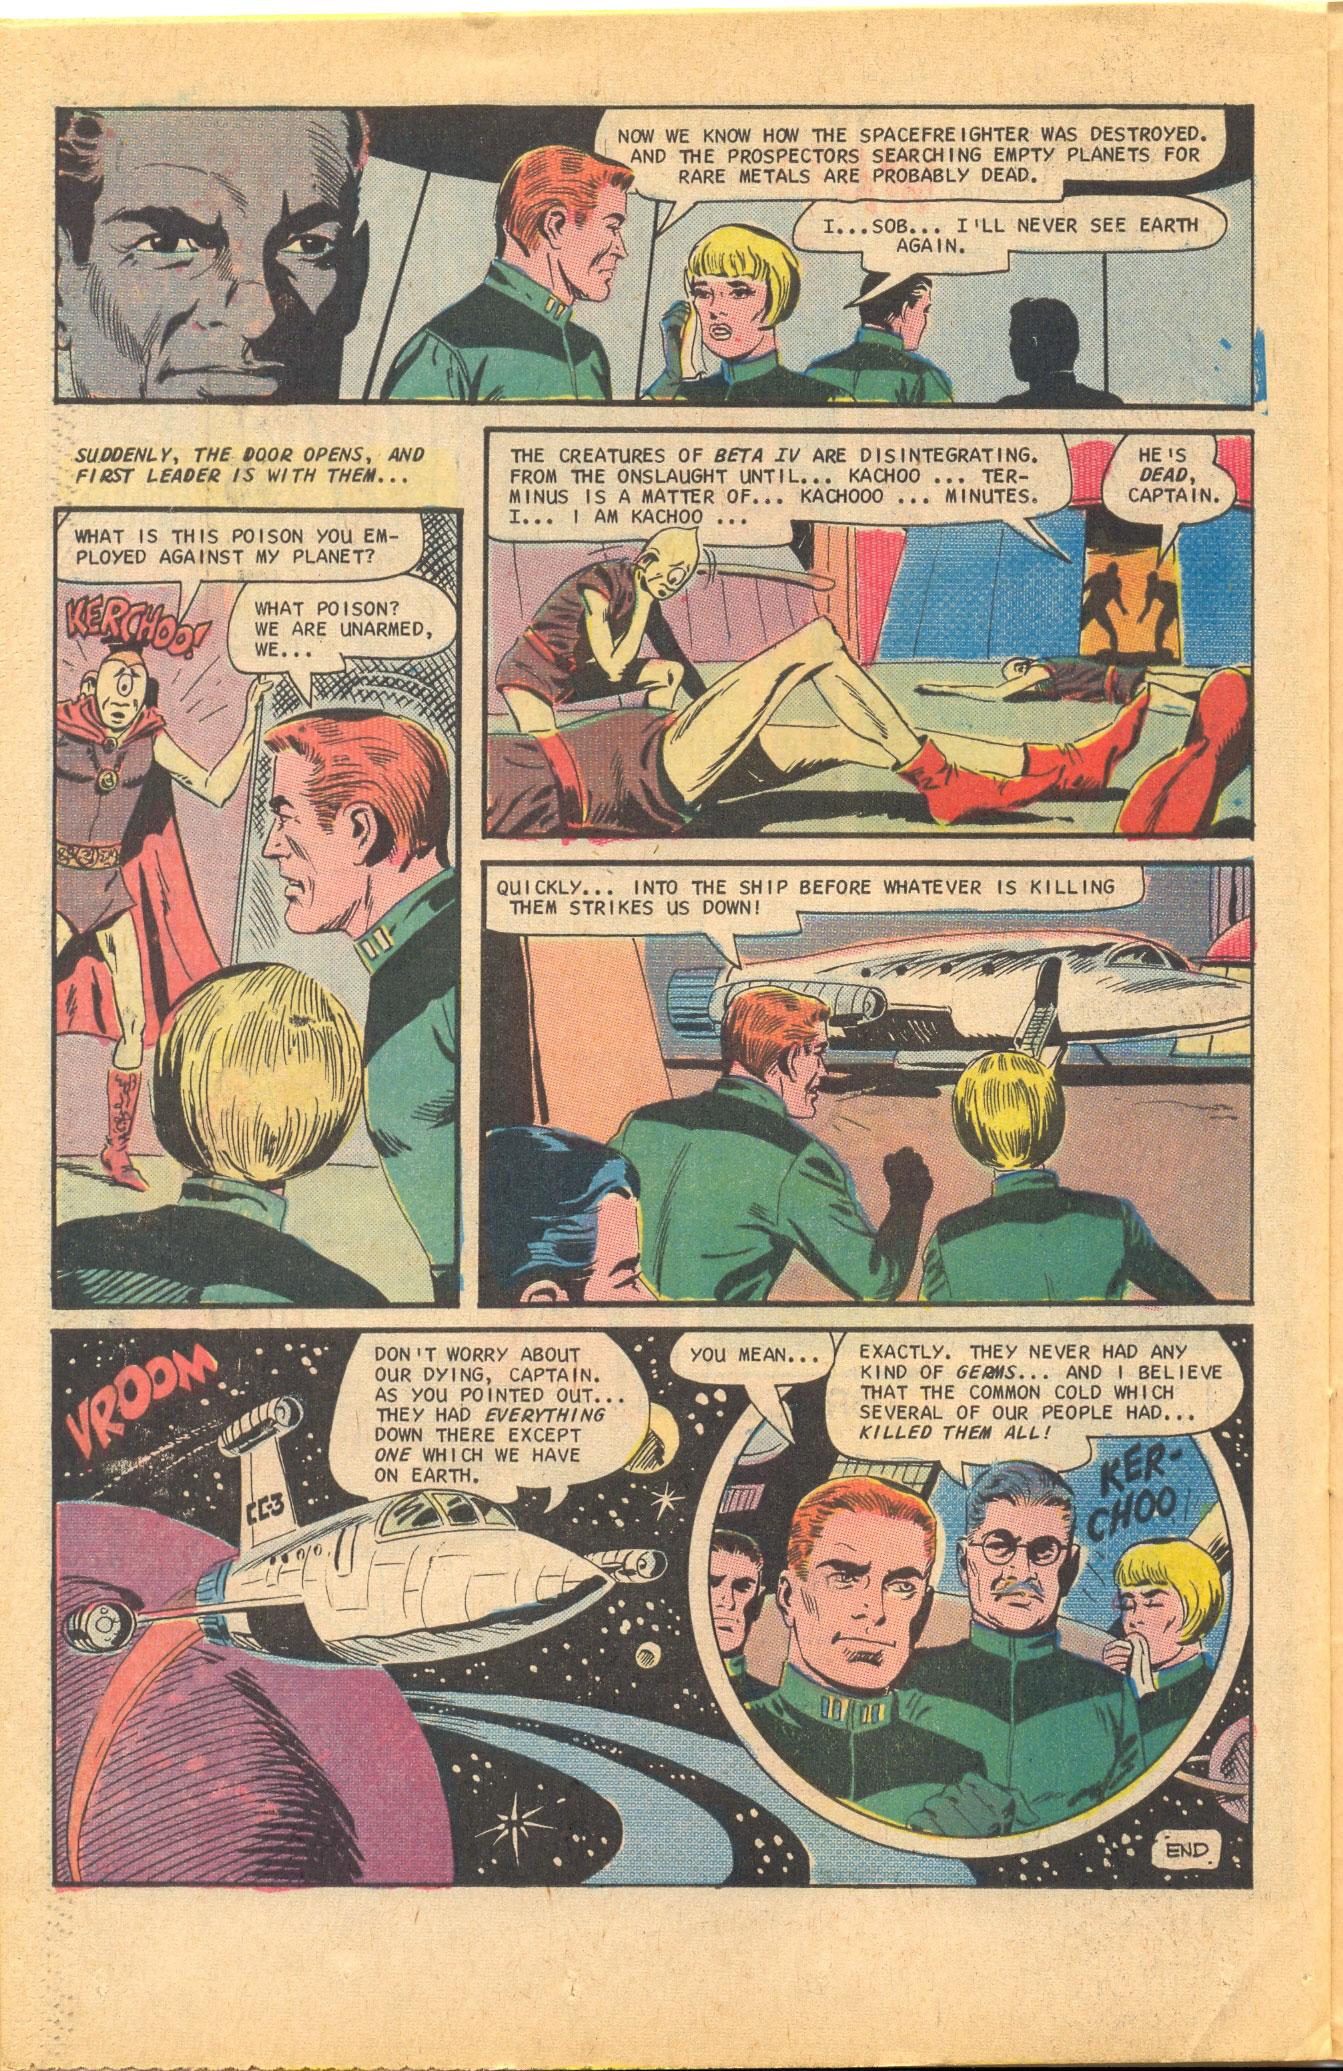 NOW WE KNOW HOW THE SPACEFREIGHTER WAS DESTROYED.
AND THE PROSPECTORS SEARCHING EMPTY PLANETS FOR
RARE METALS ARE PROBABLY DEAD.
I...SOB... I'LL NEVER SEE EARTH
AGAIN.
SUDDENLY, THE DOOR OPENS, AND
FIRST LEADER IS WITH THEM...
WHAT IS THIS POISON YOU EM-
PLOYED AGAINST MY PLANET?
KERCHOO!
WHAT POISON?
WE ARE UNARMED,
WE...
THE CREATURES OF BETA IV ARE DISINTEGRATING.
FROM THE ONSLAUGHT UNTIL... KACHOO ... TER-
MINUS IS A MATTER OF... KACHOOO ... MINUTES.
I... I AM KACHOO ...
HE'S
DEAD,
CAPTAIN.
QUICKLY... INTO THE SHIP BEFORE WHATEVER IS KILLING
THEM STRIKES US DOWN!
VROOM
DON'T WORRY ABOUT
OUR DYING, CAPTAIN.
AS YOU POINTED OUT...
THEY HAD EVERYTHING
DOWN THERE EXCEPT
ONE WHICH WE HAVE
ON EARTH.
CC-3
YOU MEAN...
EXACTLY. THEY NEVER HAD ANY
KIND OF GERMS... AND I BELIEVE
THAT THE COMMON COLD WHICH
SEVERAL OF OUR PEOPLE HAD...
KILLED THEM ALL!
KER-
CHOO
END